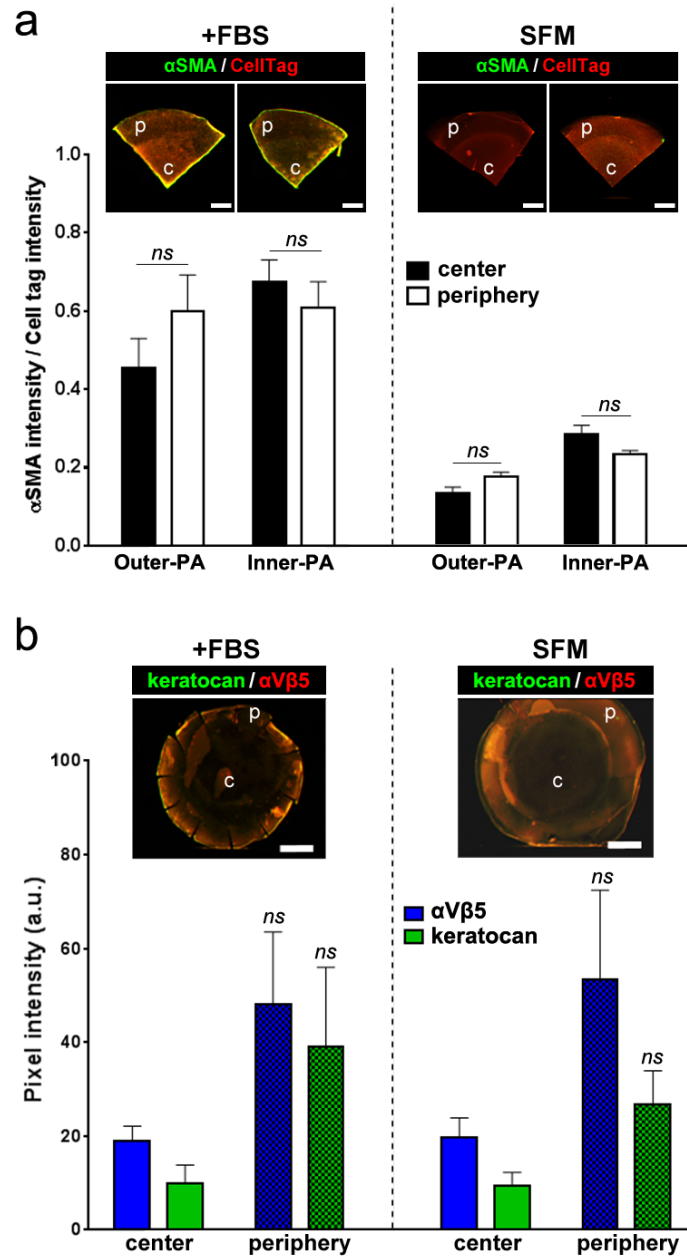 a
+FBS
SFM
αSMA / CellTag
αSMA / CellTag
p
p
p
p
c
c
c
c
1.0
0.8
0.6
0.4
0.2
0.0
αSMA intensity / Cell tag intensity
ns
ns
center
periphery
ns
ns
Outer-PA
Inner-PA
Outer-PA
Inner-PA
b
+FBS
SFM
keratocan / αVβ5
keratocan / αVβ5
p
p
c
c
100
80
60
40
20
0
Pixel intensity (a.u.)
αVβ5
keratocan
ns
ns
ns
ns
center
periphery
center
periphery